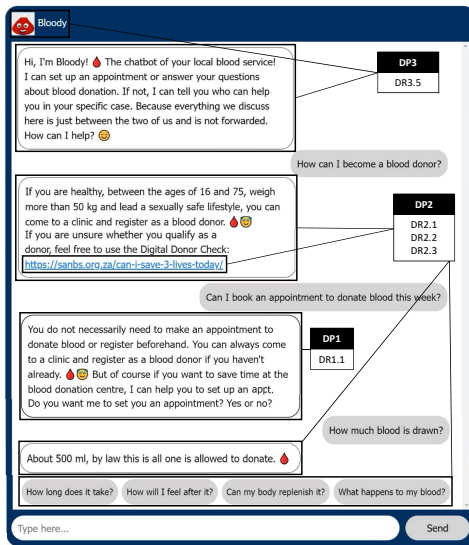 Bloody
Hi, I'm Bloody! 🩸 The chatbot of your local blood service!
I can set up an appointment or answer your questions
about blood donation. If not, I can tell you who can help
you in your specific case. Because everything we discuss
here is just between the two of us and is not forwarded.
How can I help? 😊
DP3
DR3.5
How can I become a blood donor?
If you are healthy, between the ages of 16 and 75, weigh
more than 50 kg and lead a sexually safe lifestyle, you can
come to a clinic and register as a blood donor. 🩸😇
If you are unsure whether you qualify as a
donor, feel free to use the Digital Donor Check:
https://sanbs.org.za/can-i-save-3-lives-today/
DP2
DR2.1
DR2.2
DR2.3
Can I book an appointment to donate blood this week?
You do not necessarily need to make an appointment to
donate blood or register beforehand. You can always come
to a clinic and register as a blood donor if you haven't
already. 🩸😇 But of course if you want to save time at the
blood donation centre, I can help you to set up an appt.
Do you want me to set you an appointment? Yes or no?
DP1
DR1.1
How much blood is drawn?
About 500 ml, by law this is all one is allowed to donate. 🩸
How long does it take?
How will I feel after it?
Can my body replenish it?
What happens to my blood?
Type here...
Send